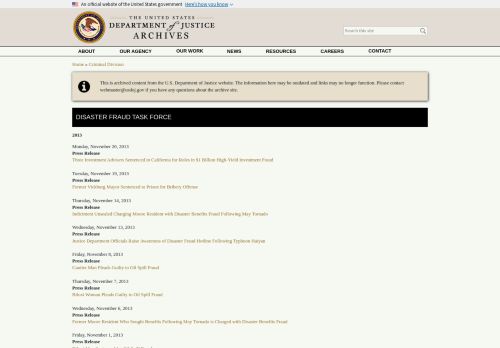 An official website of the United States government Here's how you know
THE UNITED STATES
DEPARTMENT of JUSTICE
ARCHIVES
Search this site
ABOUT OUR AGENCY OUR WORK NEWS RESOURCES CAREERS CONTACT
Home » Criminal Division
This is archived content from the U.S. Department of Justice website. The information here may be outdated and links may no longer function. Please contact
webmaster@usdoj.gov if you have any questions about the archive site.
DISASTER FRAUD TASK FORCE
2013
Press Release
Three Investment Advisers Sentenced in California for Roles in $1 Billion High-Yield Investment Fraud
Tuesday, November 19, 2013
Press Release
Former Vicksburg Mayor Sentenced to Prison for Bribery Offense
Thursday, November 14, 2013
Press Release
Indictment Unsealed Charging Moore Resident with Disaster Benefits Fraud Following May Tornado
Wednesday, November 13, 2013
Press Release
Justice Department Officials Raise Awareness of Disaster Fraud Hotline Following Typhoon Haiyan
Friday, November 8, 2013
Press Release
Gautier Man Pleads Guilty to Oil Spill Fraud
Thursday, November 7, 2013
Press Release
Biloxi Woman Pleads Guilty to Oil Spill Fraud
Wednesday, November 6, 2013
Press Release
Former Moore Resident Who Sought Benefits Following May Tornado is Charged with Disaster Benefits Fraud
Friday, November 1, 2013
Press Release